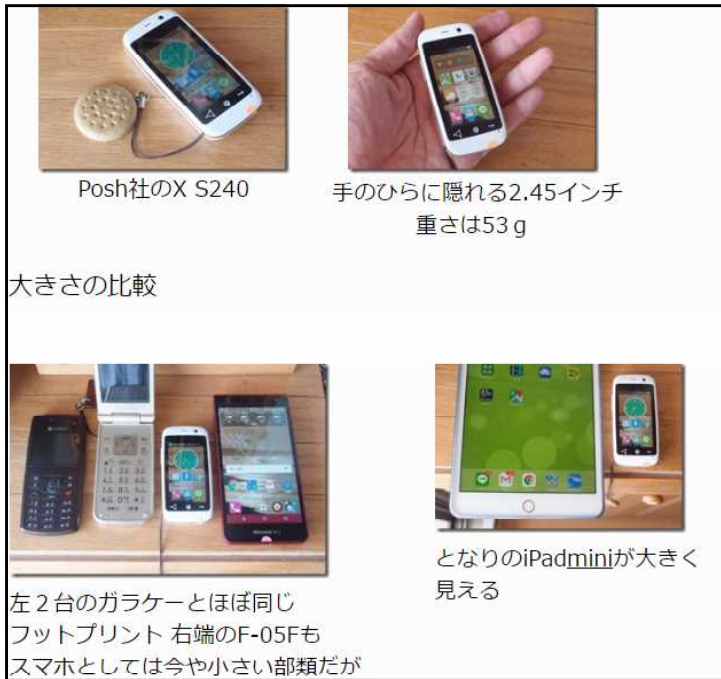 Posh社のX S240
手のひらに隠れる2.45インチ
重さは53ｇ
大きさの比較
となりのiPadminiが大きく
見える
左２台のガラケーとほぼ同じ
フットプリント 右端のF-05Fも
スマホとしては今や小さい部類だが